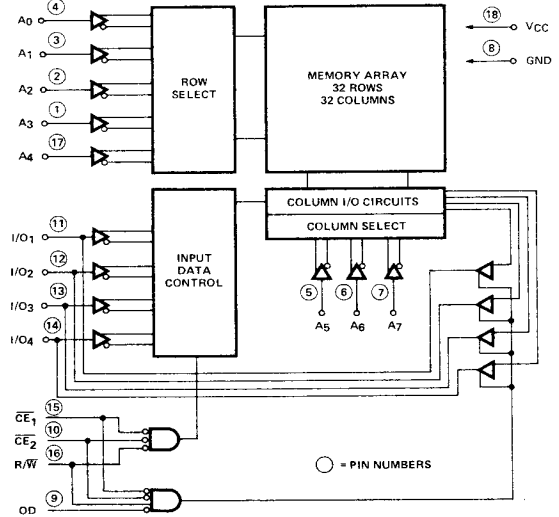 4
A0
3
A1
2
A2
1
A3
17
A4
ROW
SELECT
MEMORY ARRAY
32 ROWS
32 COLUMNS
18
VCC
8
GND
COLUMN I/O CIRCUITS
COLUMN SELECT
11
I/O1
12
I/O2
13
I/O3
14
I/O4
INPUT
DATA
CONTROL
5
6
7
A5
A6
A7
15
C̅E̅1
10
C̅E̅2
16
R/W̅
9
OD
= PIN NUMBERS